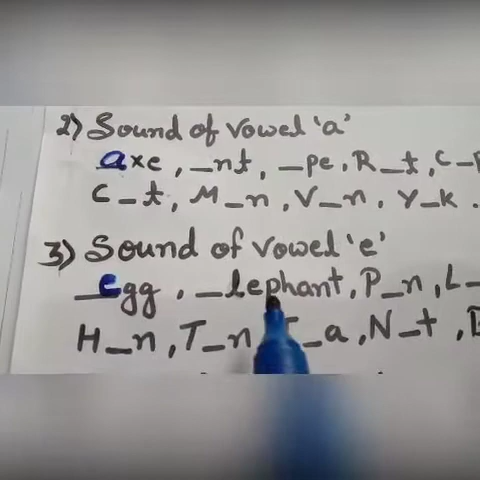 2) Sound of vowel 'a'
axe, _nt, _pe, R_t, C_
C_t, M_n, V_n, Y_k.
3) Sound of vowel 'e'
_egg, _lephant, P_n, L_
H_n, T_n _a, N_t,